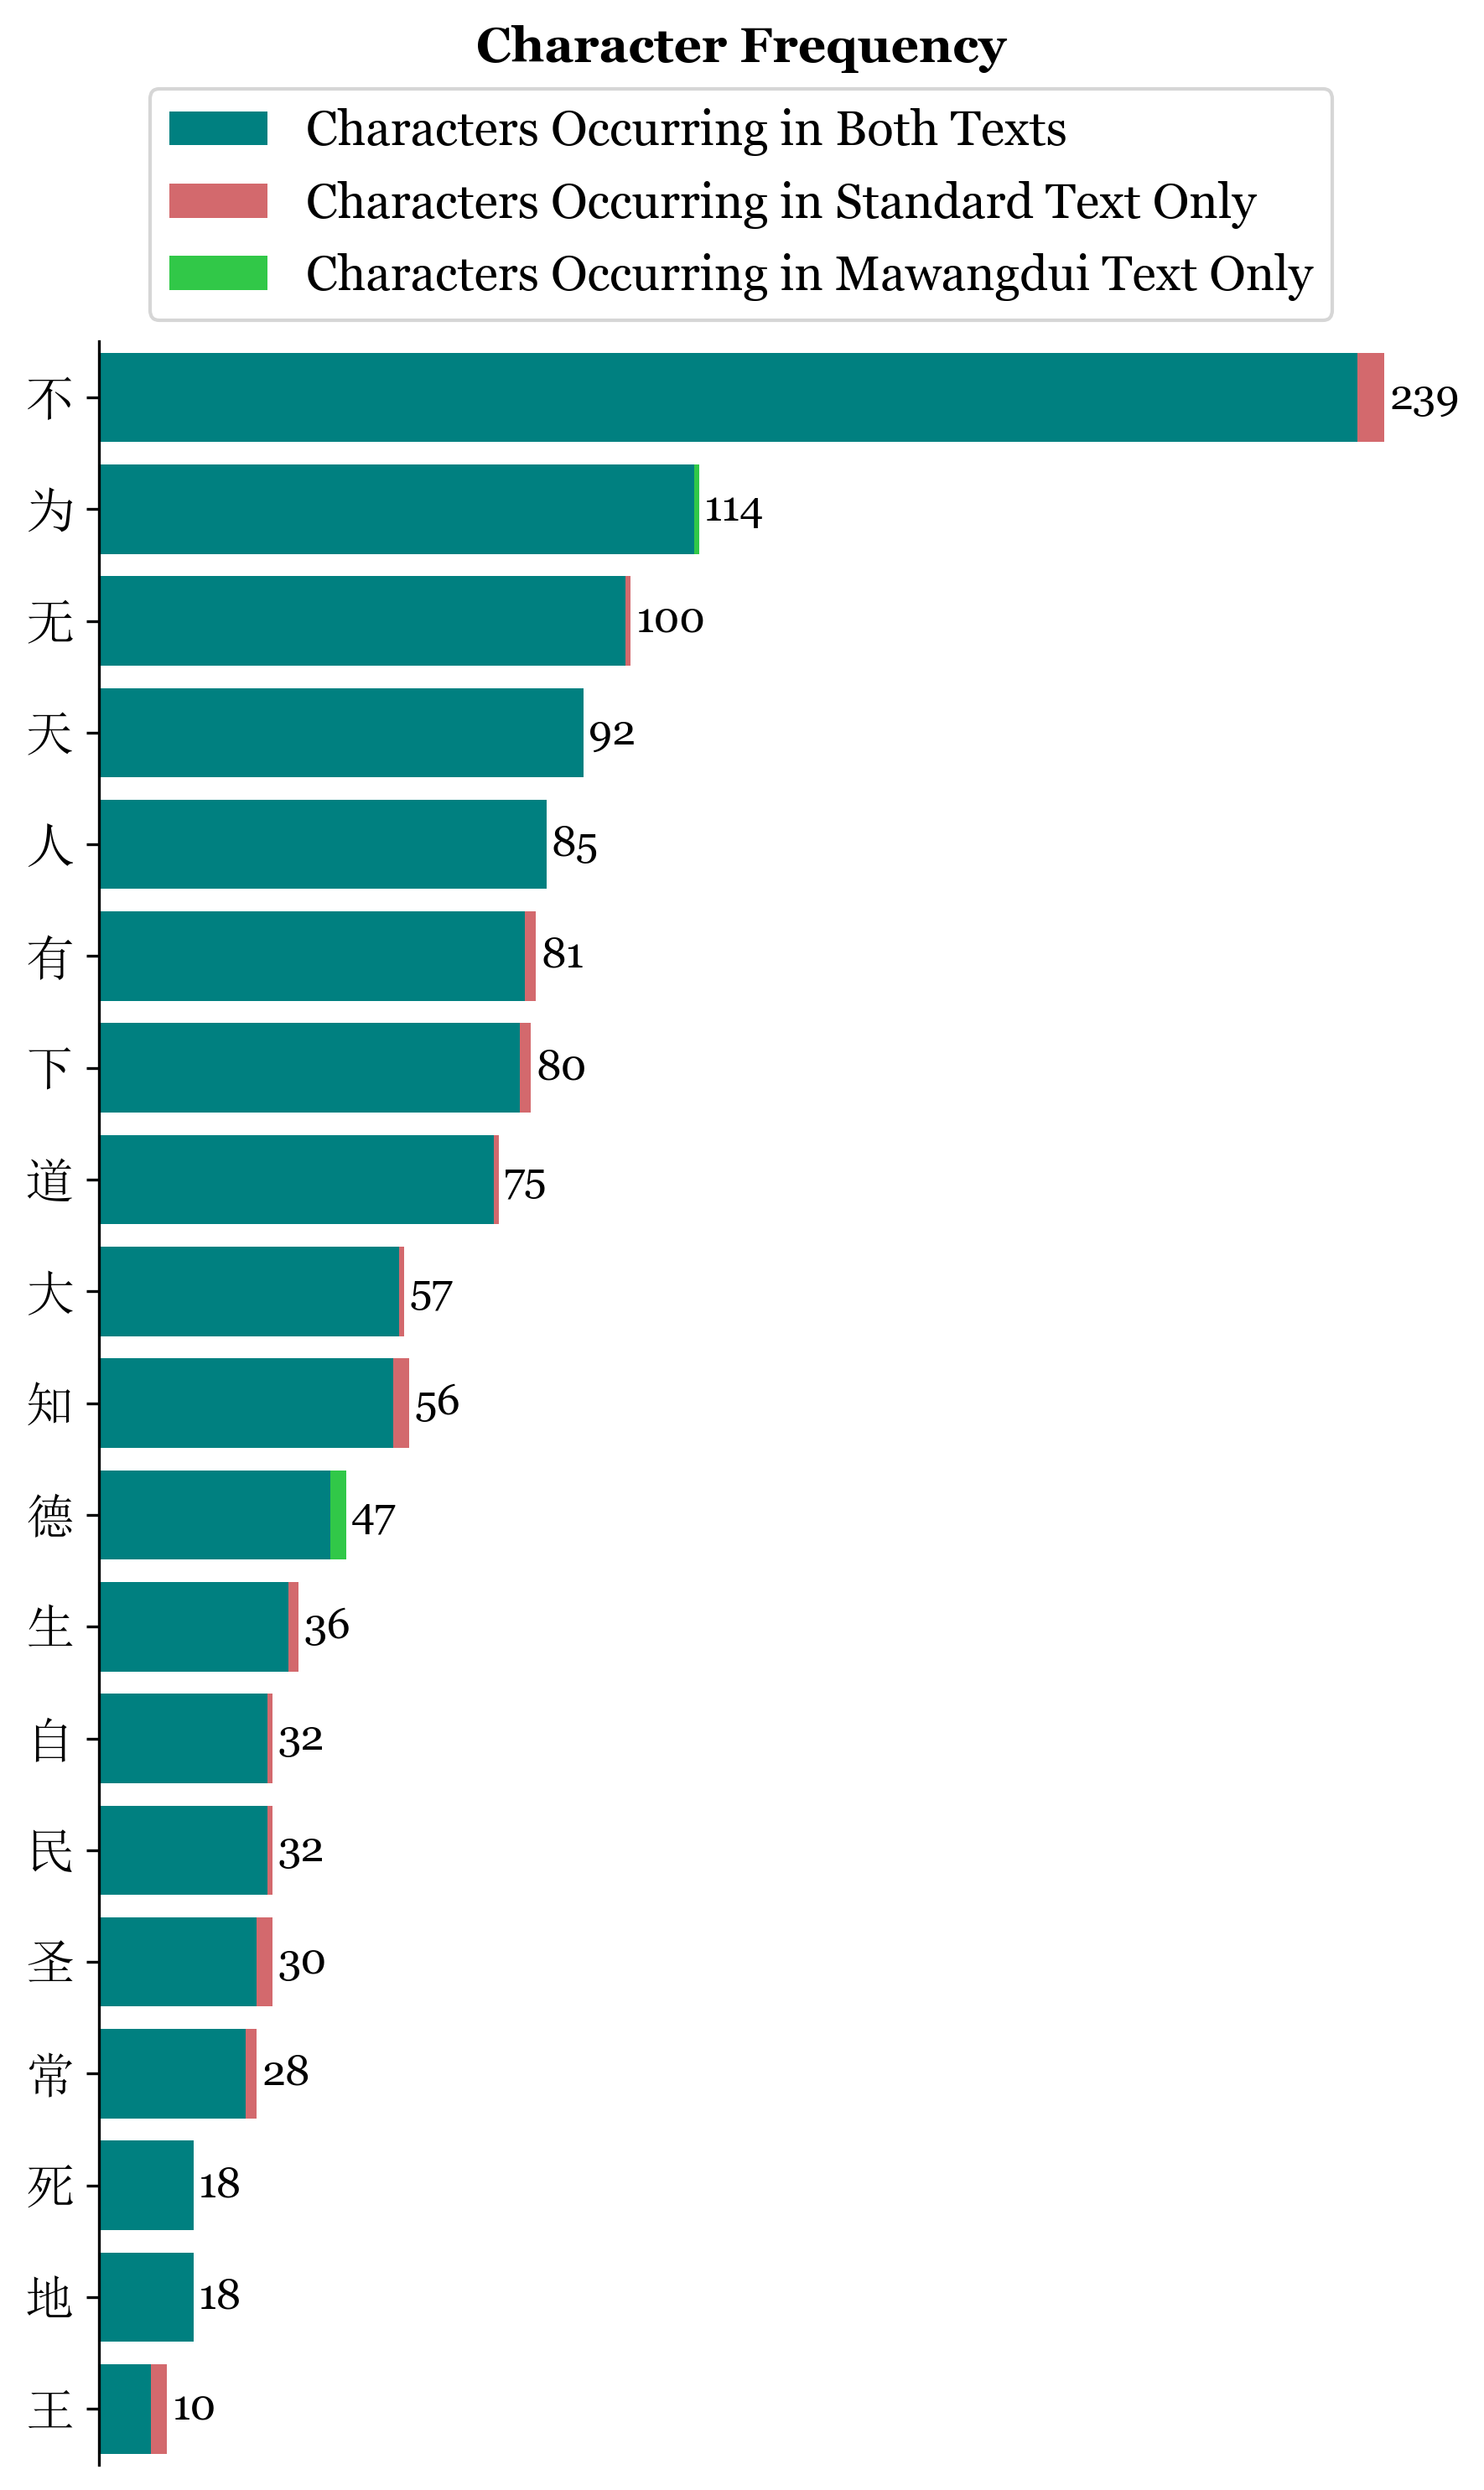 Character Frequency
Characters Occurring in Both Texts
Characters Occurring in Standard Text Only
Characters Occurring in Mawangdui Text Only
不 239
为 114
无 100
天 92
人 85
有 81
下 80
道 75
大 57
知 56
德 47
生 36
自 32
民 32
圣 30
常 28
死 18
地 18
王 10